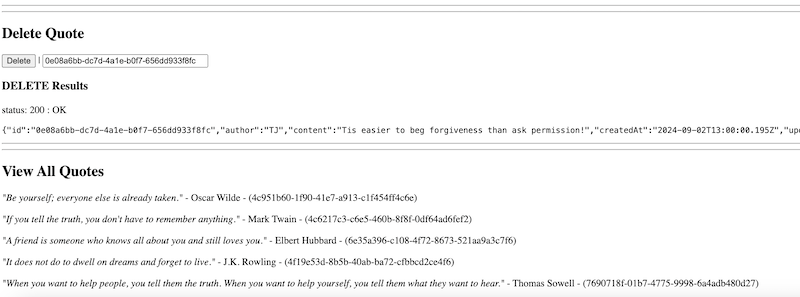 Delete Quote
Delete | 0e08a6bb-dc7d-4a1e-b0f7-656dd933f8fc
DELETE Results
status: 200 : OK
{"id":"0e08a6bb-dc7d-4a1e-b0f7-656dd933f8fc","author":"TJ","content":"Tis easier to beg forgiveness than ask permission!","createdAt":"2024-09-02T13:00:00.195Z","upd
View All Quotes
"Be yourself; everyone else is already taken." - Oscar Wilde - (4c951b60-1f90-41e7-a913-c1f454ff4c6e)
"If you tell the truth, you don't have to remember anything." - Mark Twain - (4c6217c3-c6e5-460b-8f8f-0df64ad6fef2)
"A friend is someone who knows all about you and still loves you." - Elbert Hubbard - (6e35a396-c108-4f72-8673-521aa9a3c7f6)
"It does not do to dwell on dreams and forget to live." - J.K. Rowling - (4f19e53d-8b5b-40ab-ba72-cfbbcd2ce4f6)
"When you want to help people, you tell them the truth. When you want to help yourself, you tell them what they want to hear." - Thomas Sowell - (7690718f-01b7-4775-9998-6a4adb480d27)